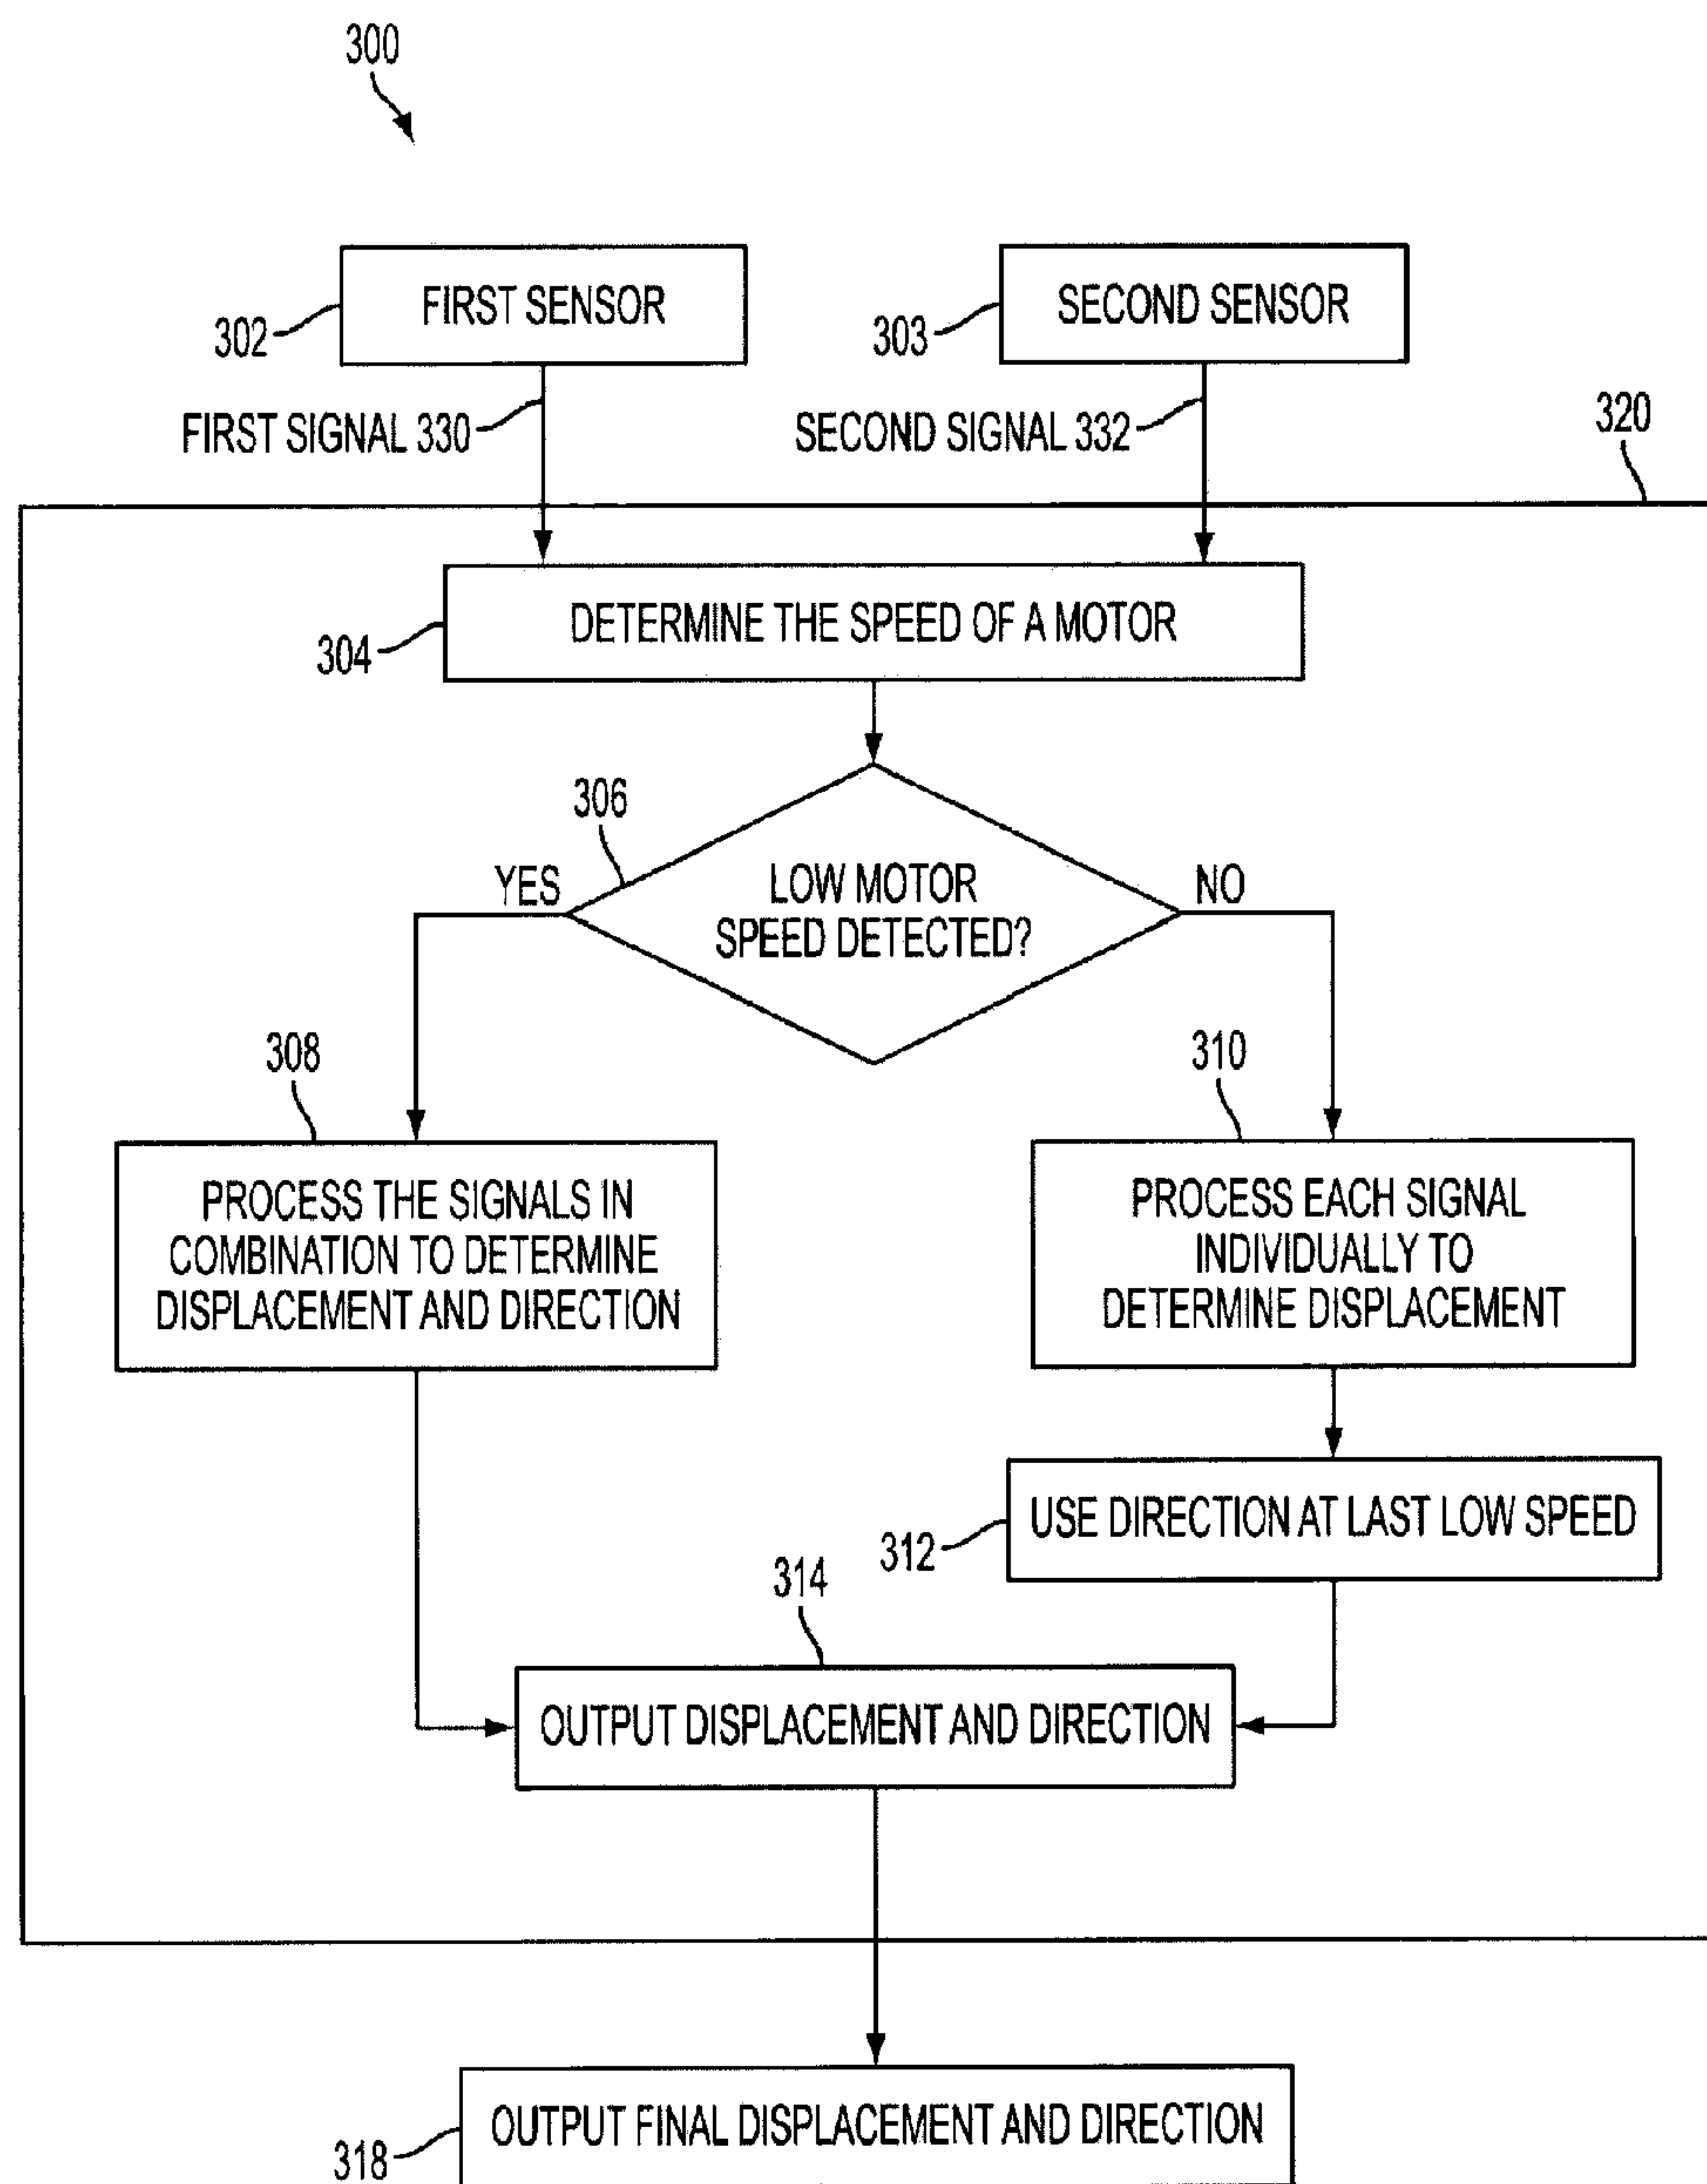 300
FIRST SENSOR
SECOND SENSOR
302
303
FIRST SIGNAL 330
SECOND SIGNAL 332
320
DETERMINE THE SPEED OF A MOTOR
304
306
YES
LOW MOTOR
SPEED DETECTED?
NO
308
310
PROCESS THE SIGNALS IN
COMBINATION TO DETERMINE
DISPLACEMENT AND DIRECTION
PROCESS EACH SIGNAL
INDIVIDUALLY TO
DETERMINE DISPLACEMENT
USE DIRECTION AT LAST LOW SPEED
312
314
OUTPUT DISPLACEMENT AND DIRECTION
OUTPUT FINAL DISPLACEMENT AND DIRECTION
318